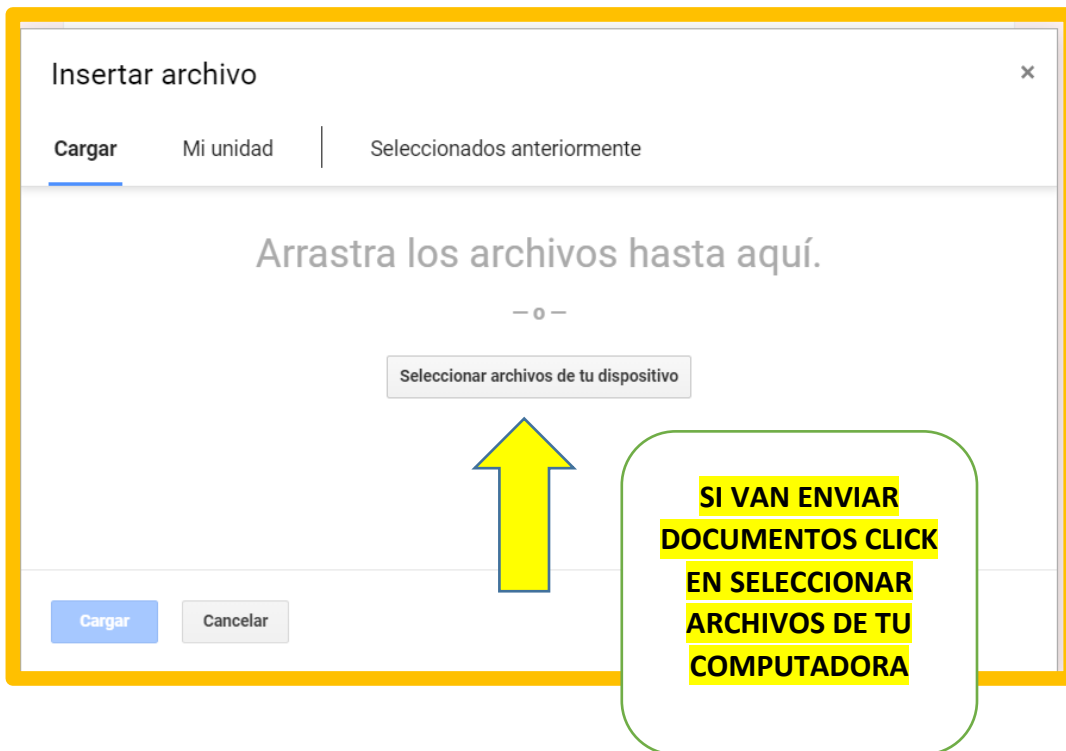 Insertar archivo ×
Cargar Mi unidad Seleccionados anteriormente
Arrastra los archivos hasta aquí.
— o —
Seleccionar archivos de tu dispositivo
SI VAN ENVIAR
DOCUMENTOS CLICK
EN SELECCIONAR
ARCHIVOS DE TU
COMPUTADORA
Cargar Cancelar